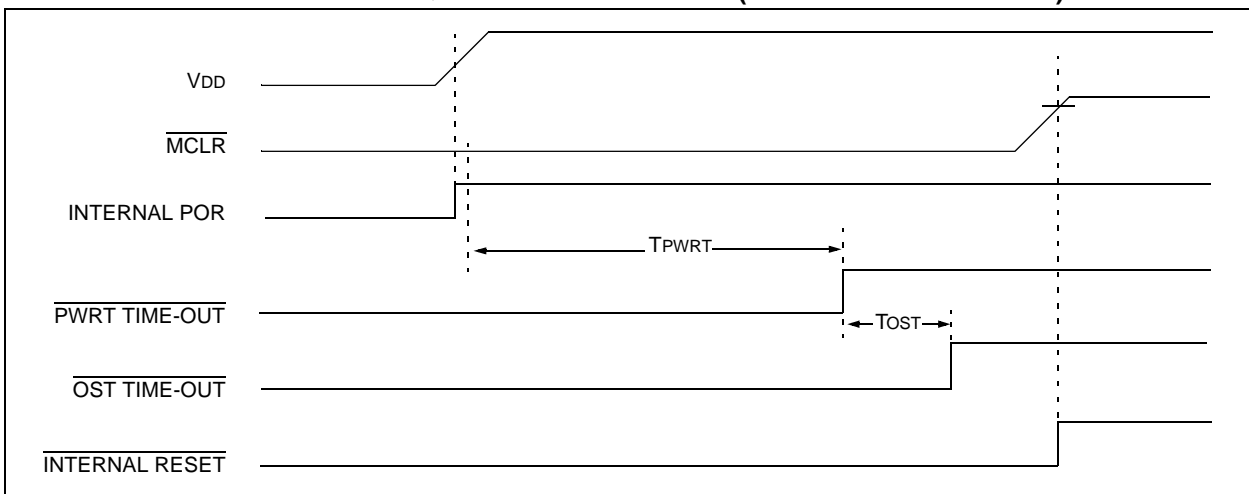 VDD
MCLR
INTERNAL POR
TPWRT
PWRT TIME-OUT
TOST
OST TIME-OUT
INTERNAL RESET